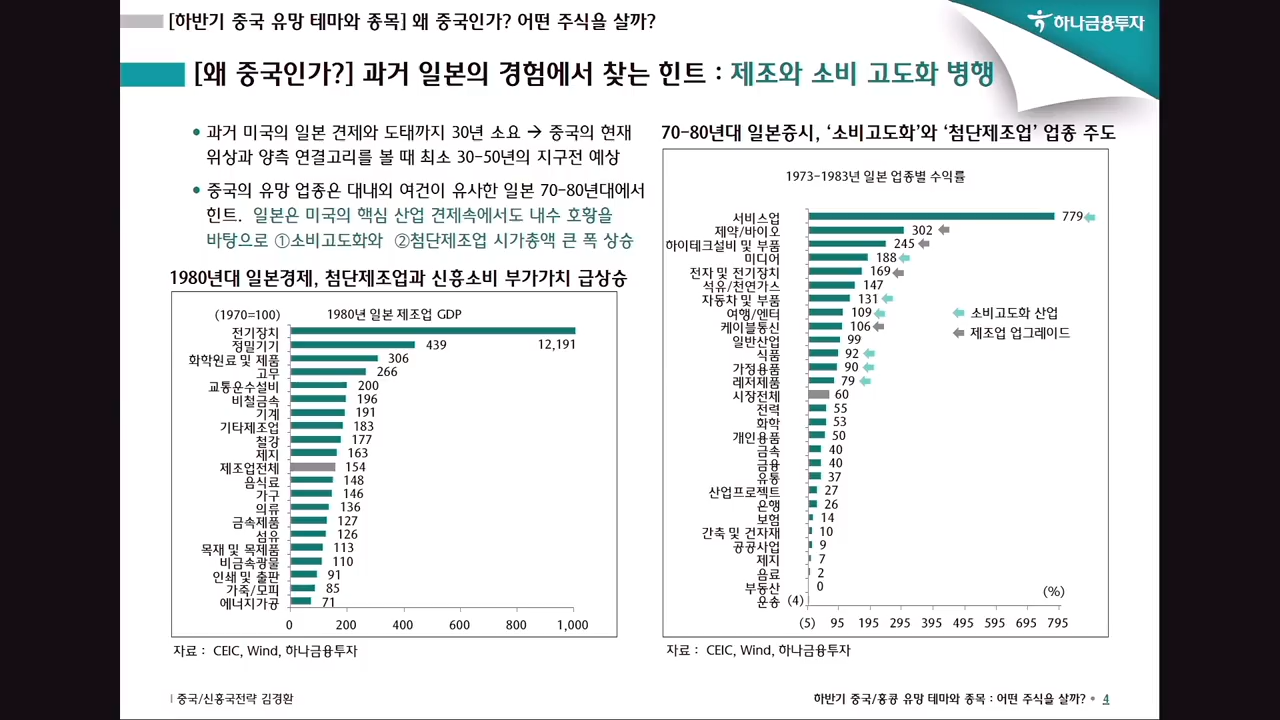 [하반기 중국 유망 테마와 종목] 왜 중국인가? 어떤 주식을 살까?
하나금융투자
[왜 중국인가?] 과거 일본의 경험에서 찾는 힌트 : 제조와 소비 고도화 병행
• 과거 미국의 일본 견제와 도태까지 30년 소요 → 중국의 현재
위상과 양측 연결고리를 볼 때 최소 30-50년의 지구전 예상
• 중국의 유망 업종은 대내외 여건이 유사한 일본 70-80년대에서
힌트. 일본은 미국의 핵심 산업 견제속에서도 내수 호황을
바탕으로 ①소비고도화와 ②첨단제조업 시가총액 큰 폭 상승
1980년대 일본경제, 첨단제조업과 신흥소비 부가가치 급상승
(1970=100)
1980년 일본 제조업 GDP
전기장치 12,191
정밀기기 439
화학원료 및 제품 306
고무 266
교통운수설비 200
비철금속 196
기계 191
기타제조업 183
철강 177
제지 163
제조업전체 154
음식료 148
가구 146
의류 136
금속제품 127
섬유 126
목재 및 목제품 113
비금속광물 110
인쇄 및 출판 91
가죽/모피 85
에너지가공 71
0 200 400 600 800 1,000
자료 : CEIC, Wind, 하나금융투자
70-80년대 일본증시, ‘소비고도화’와 ‘첨단제조업’ 업종 주도
1973-1983년 일본 업종별 수익률
서비스업 779
제약/바이오 302
하이테크설비 및 부품 245
미디어 188
전자 및 전기장치 169
석유/천연가스 147
자동차 및 부품 131
여행/엔터 109
케이블통신 106
일반산업 99
식품 92
가정용품 90
레저제품 79
시장전체 60
전력 55
화학 53
개인용품 50
금속 40
금융 40
유통 37
산업프로젝트 27
은행 26
보험 14
간축 및 건자재 10
공공사업 9
제지 7
음료 2
부동산 0
운송 (4)
소비고도화 산업
제조업 업그레이드
(%)
(5) 95 195 295 395 495 595 695 795
자료 : CEIC, Wind, 하나금융투자
중국/신흥국전략 김경환
하반기 중국/홍콩 유망 테마와 종목 : 어떤 주식을 살까? • 4